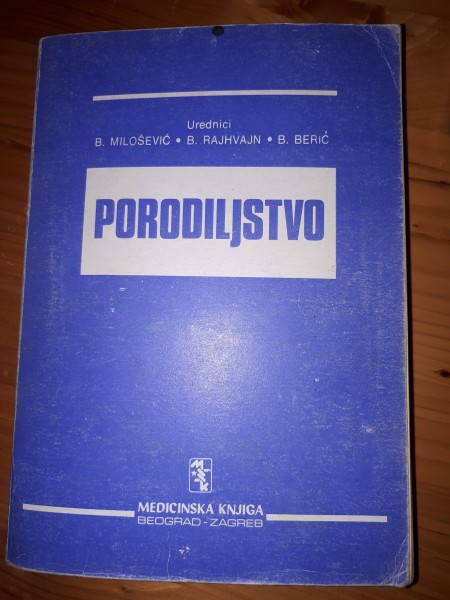 Urednici
B. MILOŠEVIĆ • B. RAJHVAJN • B. BERIĆ
PORODILJSTVO
MEDICINSKA KNJIGA
BEOGRAD-ZAGREB